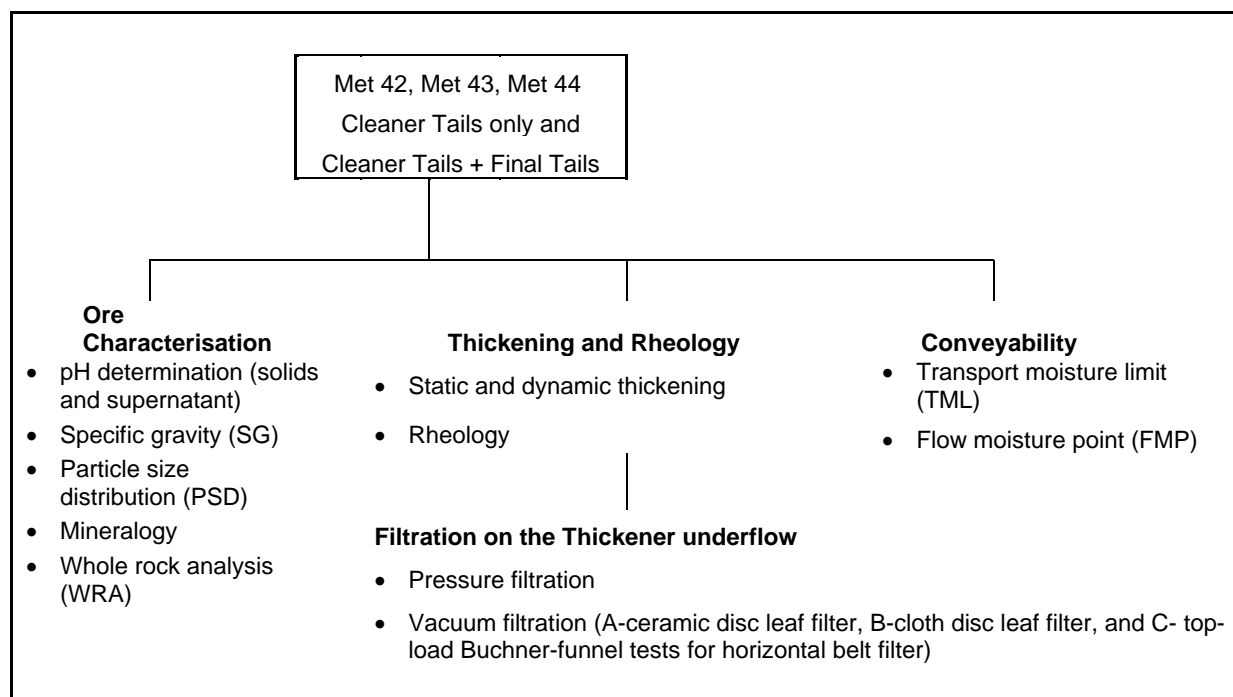 Met 42, Met 43, Met 44
Cleaner Tails only and
Cleaner Tails + Final Tails
Ore
Characterisation
• pH determination (solids
and supernatant)
• Specific gravity (SG)
• Particle size
distribution (PSD)
• Mineralogy
• Whole rock analysis
(WRA)
Thickening and Rheology
• Static and dynamic thickening
• Rheology
Filtration on the Thickener underflow
• Pressure filtration
• Vacuum filtration (A-ceramic disc leaf filter, B-cloth disc leaf filter, and C- top-
load Buchner-funnel tests for horizontal belt filter)
Conveyability
• Transport moisture limit
(TML)
• Flow moisture point (FMP)